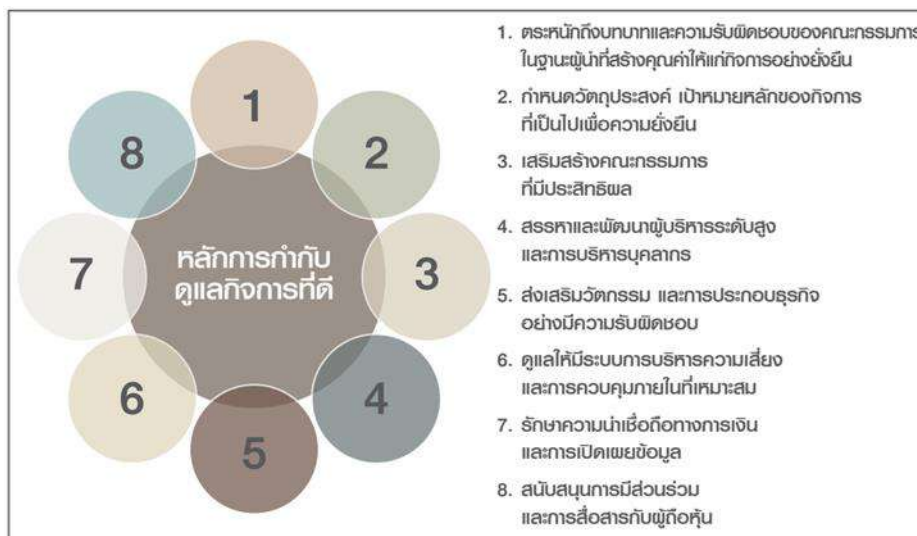 1
2
3
4
5
6
7
8
หลักการกำกับ
ดูแลกิจการที่ดี
1. ตระหนักถึงบทบาทและความรับผิดชอบของคณะกรรมการ
ในฐานะผู้นำที่สร้างคุณค่าให้แก่กิจการอย่างยั่งยืน
2. กำหนดวัตถุประสงค์ เป้าหมายหลักของกิจการ
ที่เป็นไปเพื่อความยั่งยืน
3. เสริมสร้างคณะกรรมการ
ที่มีประสิทธิผล
4. สรรหาและพัฒนาผู้บริหารระดับสูง
และการบริหารบุคลากร
5. ส่งเสริมวัตกรรม และการประกอบธุรกิจ
อย่างมีความรับผิดชอบ
6. ดูแลให้มีระบบการบริหารความเสี่ยง
และการควบคุมภายในที่เหมาะสม
7. รักษาความน่าเชื่อถือทางการเงิน
และการเปิดเผยข้อมูล
8. สนับสนุนการมีส่วนร่วม
และการสื่อสารกับผู้ถือหุ้น